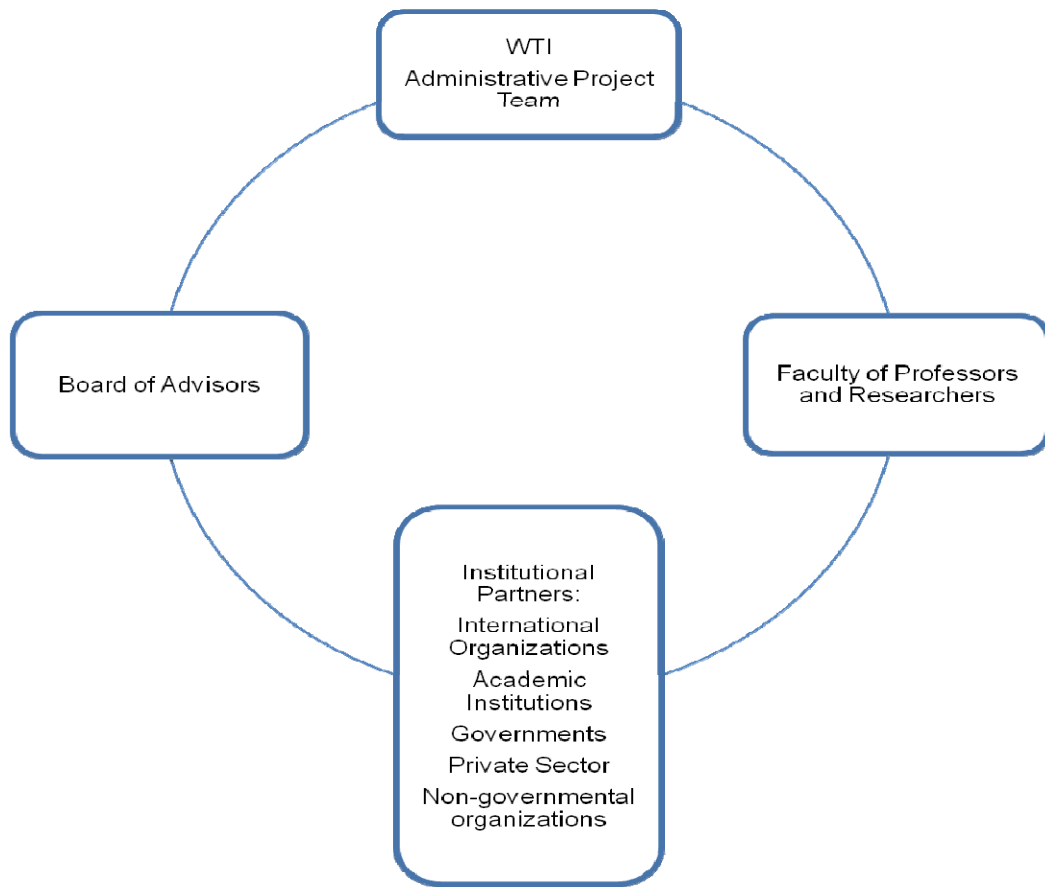 WTI
Administrative Project
Team
Board of Advisors
Faculty of Professors
and Researchers
Institutional
Partners:
International
Organizations
Academic
Institutions
Governments
Private Sector
Non-governmental
organizations